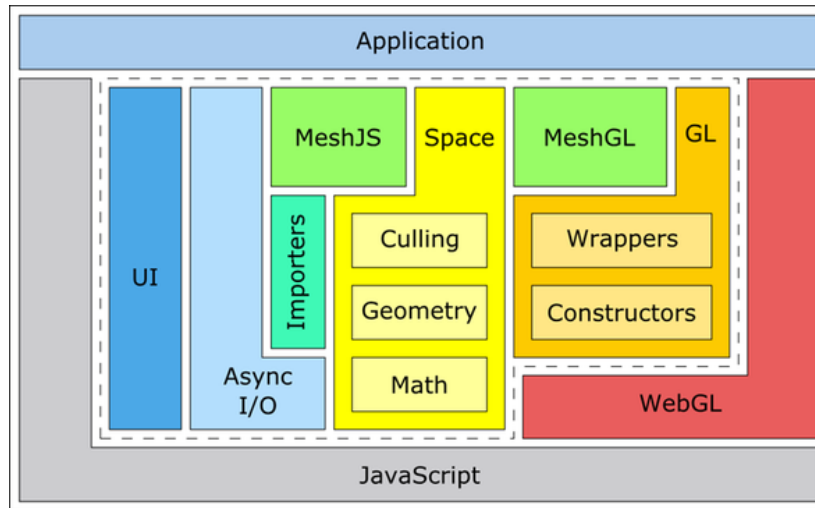 Application
MeshJS
Space
MeshGL
GL
UI
Importers
Culling
Wrappers
Geometry
Constructors
Async
I/O
Math
WebGL
JavaScript